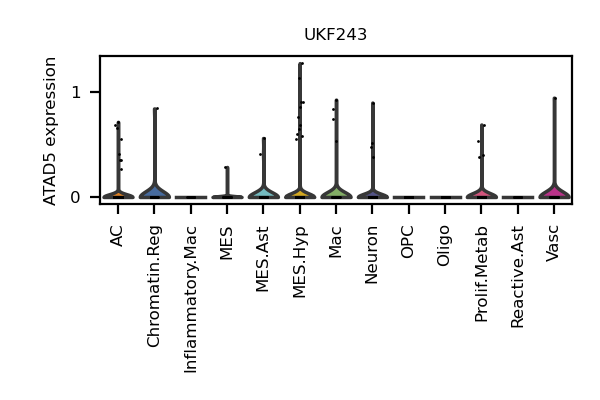 UKF243
ATAD5 expression
1
0
AC
Chromatin.Reg
Inflammatory.Mac
MES
MES.Ast
MES.Hyp
Mac
Neuron
OPC
Oligo
Prolif.Metab
Reactive.Ast
Vasc